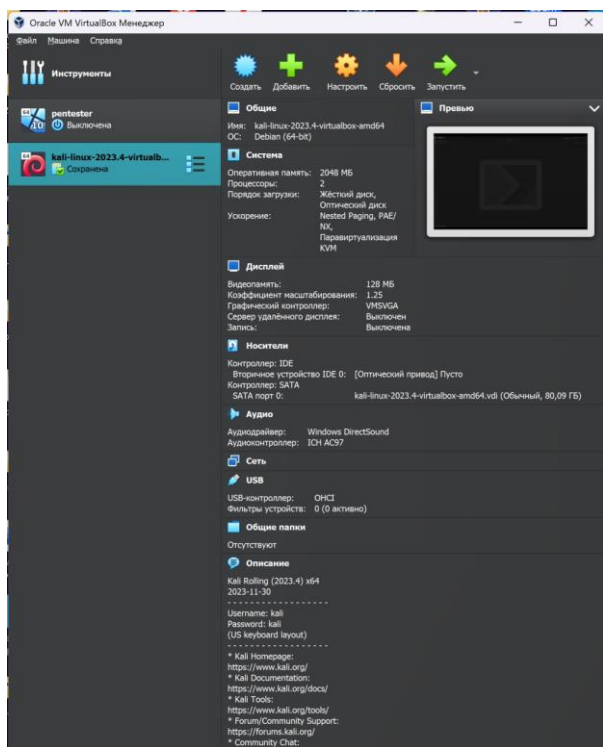 Oracle VM VirtualBox Менеджер
Файл Машина Справка
Инструменты
Создать Добавить Настроить Сбросить Запустить
64
4.0
pentester
Выключена
64
kali-linux-2023.4-virtualb...
Сохранена
Общие
Имя: kali-linux-2023.4-virtualbox-amd64
ОС: Debian (64-bit)
Превью
Система
Оперативная память: 2048 МБ
Процессоры: 2
Порядок загрузки: Жёсткий диск,
Оптический диск
Ускорение: Nested Paging, PAE/
NX,
Паравиртуализация
KVM
Дисплей
Видеопамять: 128 МБ
Коэффициент масштабирования: 1.25
Графический контроллер: VMSVGA
Сервер удалённого дисплея: Выключен
Запись: Выключена
Носители
Контроллер: IDE
Вторичное устройство IDE 0: [Оптический привод] Пусто
Контроллер: SATA
SATA порт 0: kali-linux-2023.4-virtualbox-amd64.vdi (Обычный, 80,09 ГБ)
Аудио
Аудиодрайвер: Windows DirectSound
Аудиоконтроллер: ICH AC97
Сеть
USB
USB-контроллер: OHCI
Фильтры устройств: 0 (0 активно)
Общие папки
Отсутствуют
Описание
Kali Rolling (2023.4) x64
2023-11-30
- - - - - - - - - - - - - - - - - -
Username: kali
Password: kali
(US keyboard layout)
- - - - - - - - - - - - - - - - - -
* Kali Homepage:
https://www.kali.org/
* Kali Documentation:
https://www.kali.org/docs/
* Kali Tools:
https://www.kali.org/tools/
* Forum/Community Support:
https://forums.kali.org/
* Community Chat: